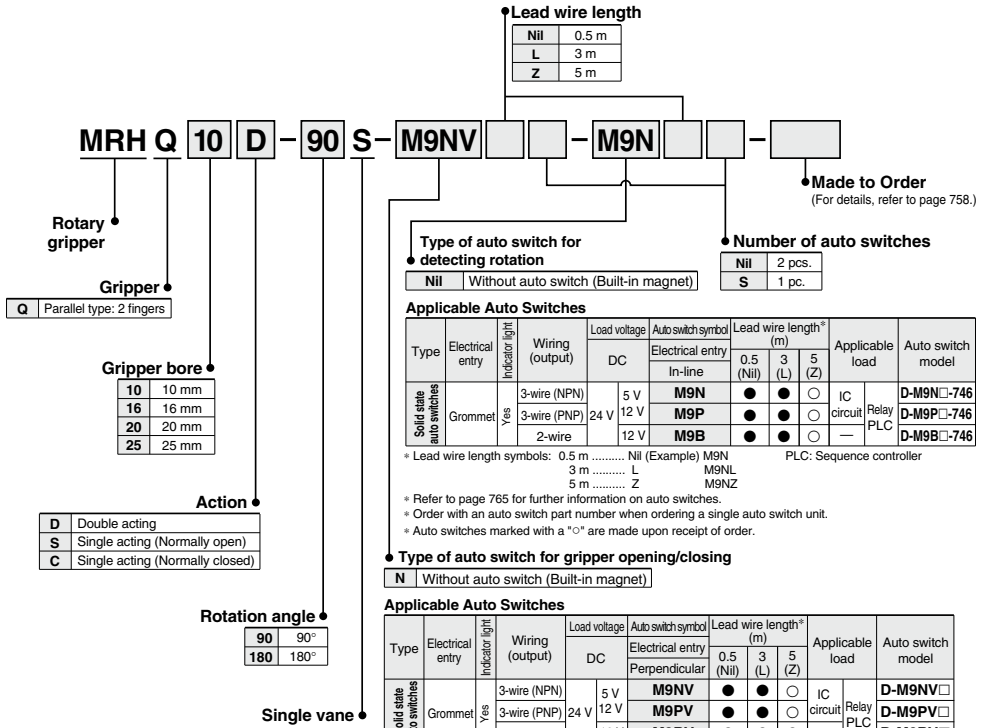 Lead wire length
Nil 0.5 m
L 3 m
Z 5 m
MRH Q 10 D - 90 S - M9NV - M9N -
Made to Order
(For details, refer to page 758.)
Rotary
gripper
Type of auto switch for
detecting rotation
Nil Without auto switch (Built-in magnet)
Number of auto switches
Nil 2 pcs.
S 1 pc.
Gripper
Q Parallel type: 2 fingers
Applicable Auto Switches
Type Electrical entry Indicator light Wiring (output) Load voltage DC Auto switch symbol Electrical entry In-line Lead wire length* (m) 0.5 (Nil) 3 (L) 5 (Z) Applicable load Auto switch model
Solid state auto switches Grommet Yes 3-wire (NPN) 24 V 5 V 12 V M9N ● ● ○ IC circuit Relay PLC D-M9N□-746
3-wire (PNP) M9P ● ● ○ D-M9P□-746
2-wire 12 V M9B ● ● ○ — D-M9B□-746
* Lead wire length symbols: 0.5 m .......... Nil (Example) M9N PLC: Sequence controller
3 m .......... L M9NL
5 m .......... Z M9NZ
* Refer to page 765 for further information on auto switches.
* Order with an auto switch part number when ordering a single auto switch unit.
* Auto switches marked with a "○" are made upon receipt of order.
Gripper bore
10 10 mm
16 16 mm
20 20 mm
25 25 mm
Action
D Double acting
S Single acting (Normally open)
C Single acting (Normally closed)
Type of auto switch for gripper opening/closing
N Without auto switch (Built-in magnet)
Rotation angle
90 90°
180 180°
Applicable Auto Switches
Type Electrical entry Indicator light Wiring (output) Load voltage DC Auto switch symbol Electrical entry Perpendicular Lead wire length* (m) 0.5 (Nil) 3 (L) 5 (Z) Applicable load Auto switch model
Solid state auto switches Grommet Yes 3-wire (NPN) 24 V 5 V 12 V M9NV ● ● ○ IC circuit Relay PLC D-M9NV□
3-wire (PNP) M9PV ● ● ○ D-M9PV□
Single vane